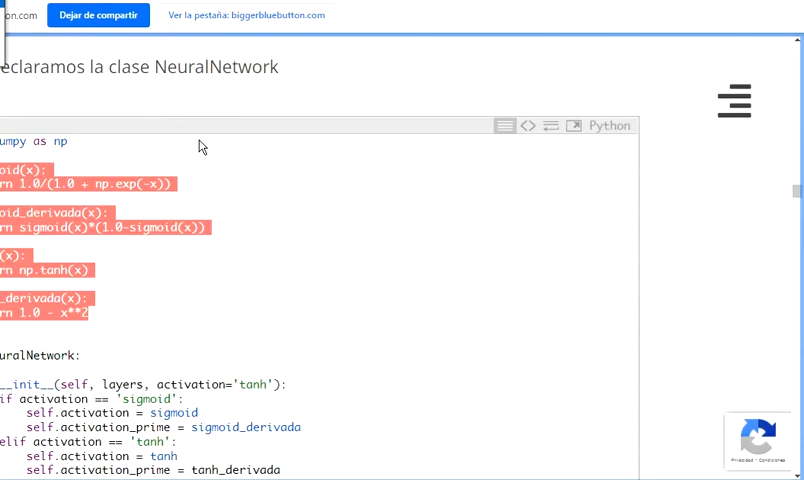 on.com Dejar de compartir Ver la pestaña: biggerbluebutton.com
eclaramos la clase NeuralNetwork
Python
umpy as np
oid(x):
rn 1.0/(1.0 + np.exp(-x))
oid_derivada(x):
rn sigmoid(x)*(1.0-sigmoid(x))
(x):
rn np.tanh(x)
_derivada(x):
rn 1.0 - x**2
uralNetwork:
__init__(self, layers, activation='tanh'):
if activation == 'sigmoid':
self.activation = sigmoid
self.activation_prime = sigmoid_derivada
elif activation == 'tanh':
self.activation = tanh
self.activation_prime = tanh_derivada
Privacidad - Condiciones